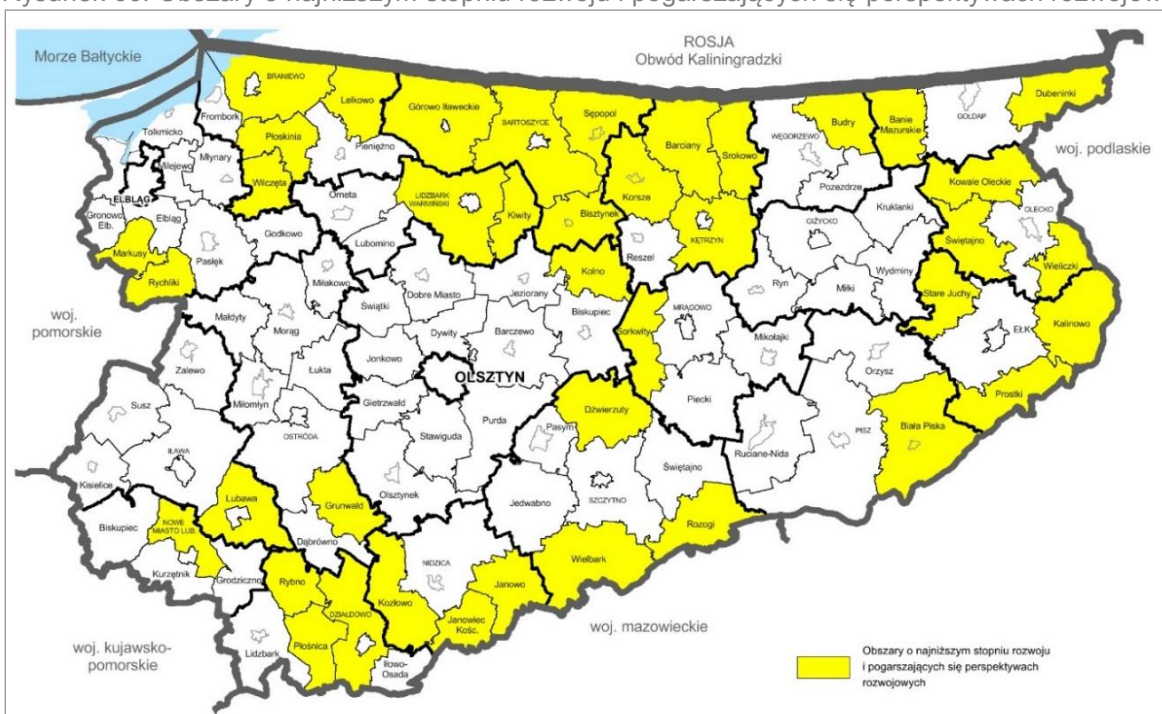 Morze Bałtyckie
ROSJA
Obwód Kaliningradzki
BRANIEWO
Lelkowo
Górowo Iławeckie
BARTOSZYCE
Sępopol
Budry
Banie
Mazurskie
GOŁDAP
Dubeninki
Frombork
Tolkmicko
Płoskinia
Pieniężno
Barciany
Srokowo
WĘGORZEWO
woj. podlaskie
Milejewo
Młynary
Wilczęta
Orneta
LIDZBARK
WARMIŃSKI
Kiwity
Bisztynek
Korsze
KĘTRZYN
Pozezdrze
Kruklanki
Kowale Oleckie
OLECKO
ELBLĄG
Gronowo
Elb.
Elbląg
Godkowo
Lubomino
Reszel
GIŻYCKO
Świętajno
Markusy
Pasłęk
Rychliki
Miłakowo
Świątki
Dobre Miasto
Jeziorany
Kolno
Ryn
Miłki
Wydminy
Wieliczki
Stare Juchy
woj.
pomorskie
Małdyty
Morąg
Dywity
Barczewo
Biskupiec
Sorkwity
MRĄGOWO
Mikołajki
Orzysz
EŁK
Kalinowo
Zalewo
Łukta
Jonkowo
OLSZTYN
Susz
Miłomłyn
Gietrzwałd
Dźwierzuty
Piecki
Prostki
OSTRÓDA
Stawiguda
Purda
Pasym
Ruciane-Nida
PISZ
Biała Piska
IŁAWA
Kisielice
Olsztynek
Świętajno
Lubawa
Grunwald
Jedwabno
SZCZYTNO
Biskupiec
NOWE
MIASTO LUB.
Dąbrówno
Rozogi
Kurzętnik
Grodziczno
NIDZICA
Wielbark
Rybno
DZIAŁDOWO
Kozłowo
Janowo
Janowiec
Kośc.
woj. mazowieckie
woj. kujawsko-
pomorskie
Lidzbark
Płośnica
Iłowo-
Osada
Obszary o najniższym stopniu rozwoju
i pogarszających się perspektywach
rozwojowych